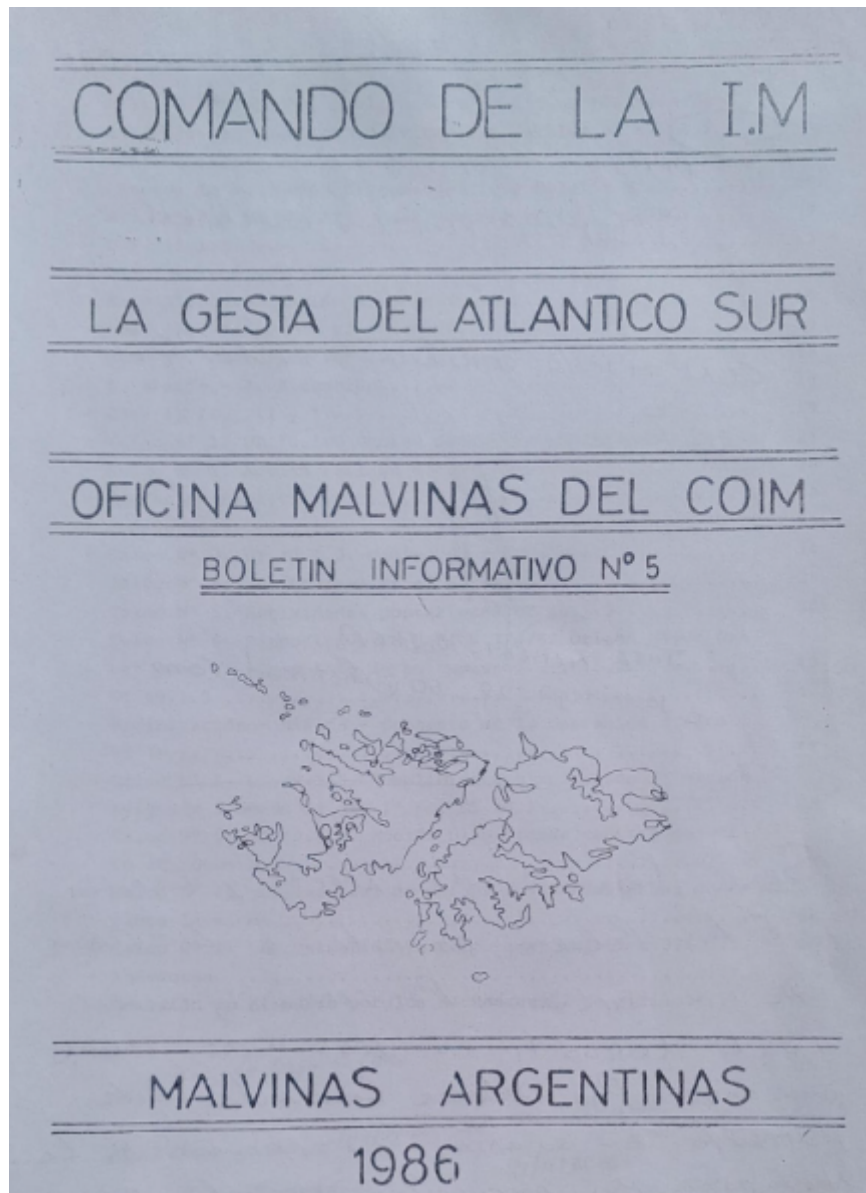 COMANDO DE LA I.M
LA GESTA DEL ATLANTICO SUR
OFICINA MALVINAS DEL COIM
BOLETIN INFORMATIVO Nº 5
MALVINAS ARGENTINAS
1986